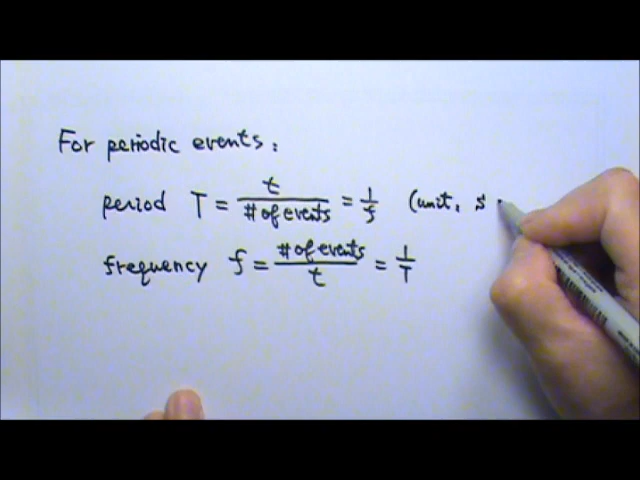 For periodic events:
period T = t / # of events = 1 / f (unit, s
frequency f = # of events / t = 1 / T